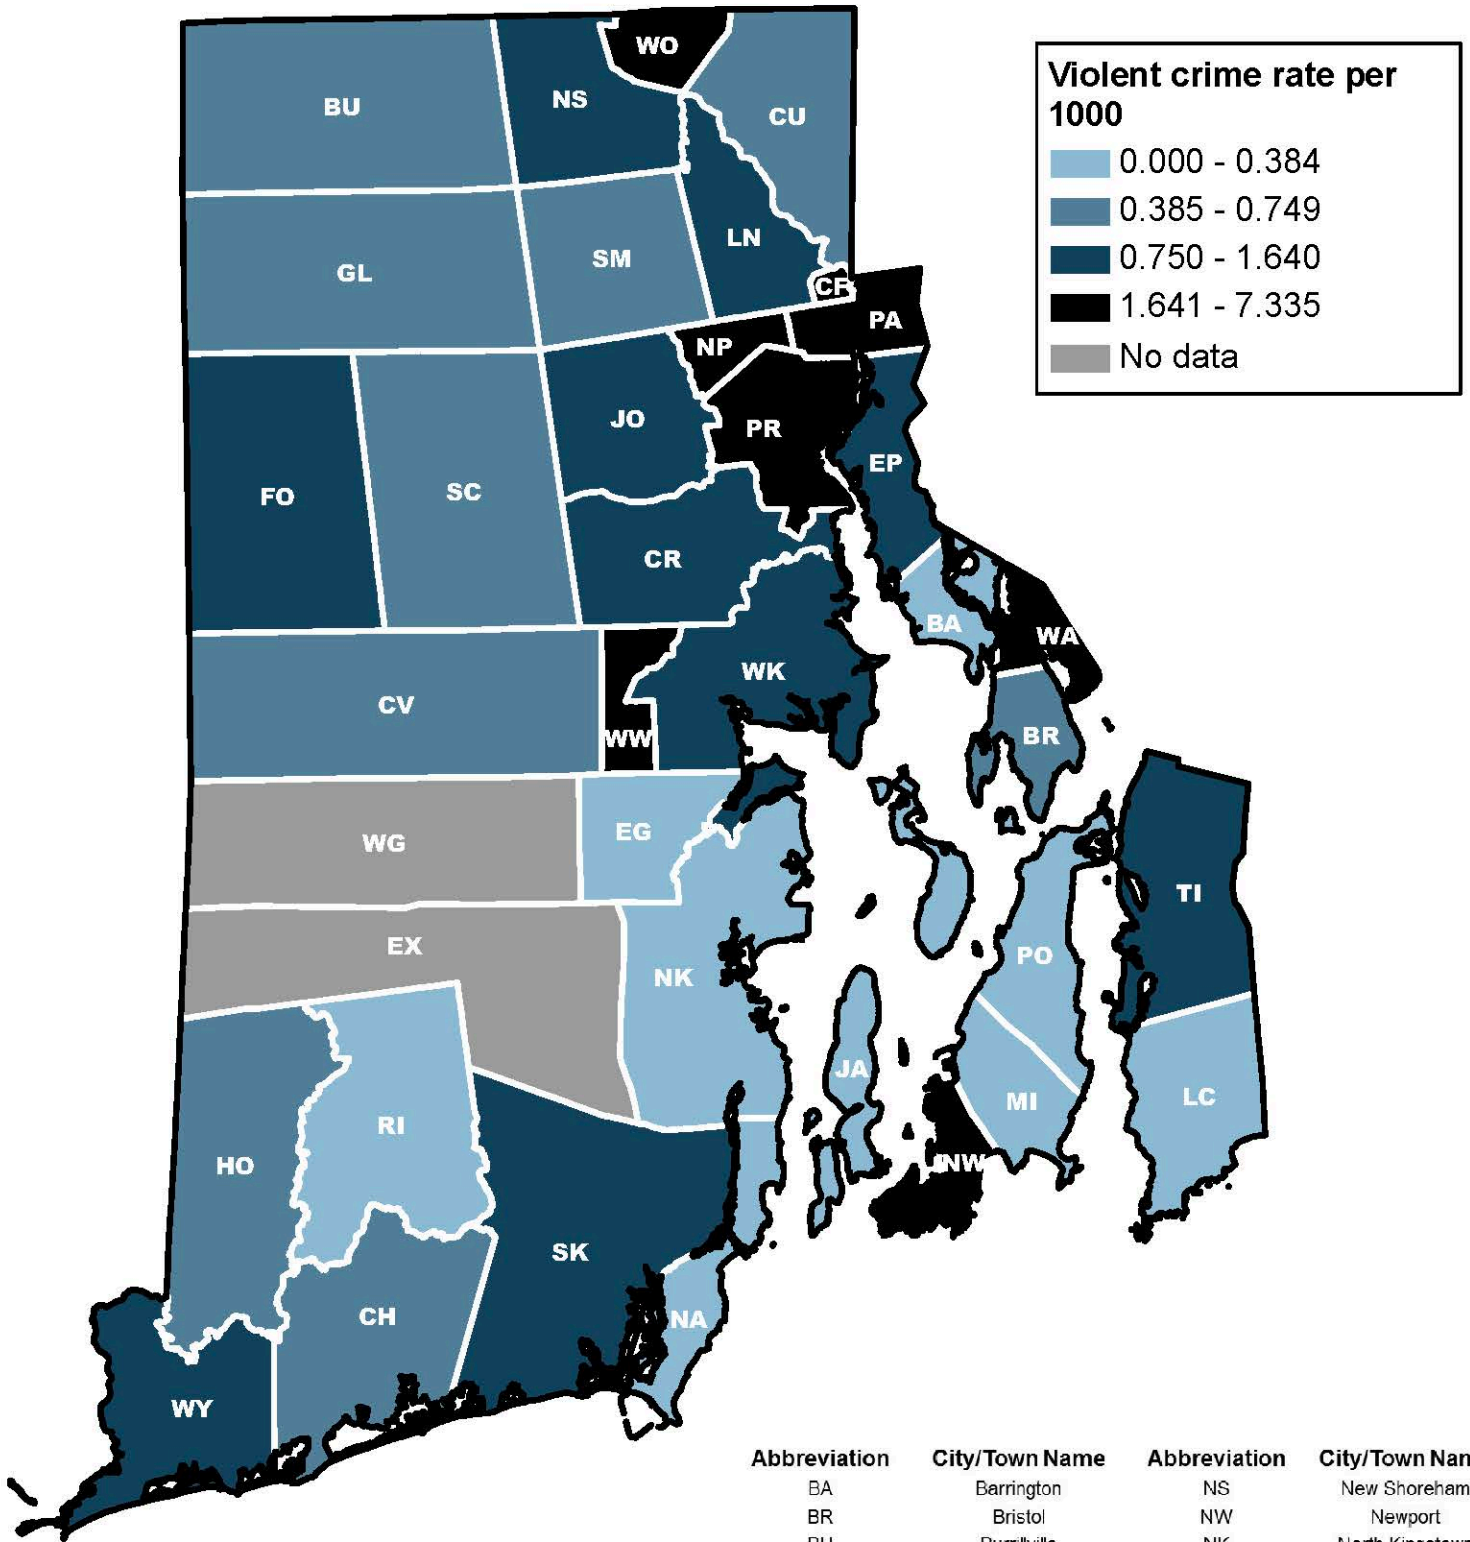 WO
BU
NS
CU
Violent crime rate per
1000
0.000 - 0.384
0.385 - 0.749
0.750 - 1.640
1.641 - 7.335
No data
GL
SM
LN
CF
PA
NP
JO
PR
EP
FO
SC
CR
BA
WA
CV
WW
WK
BR
WG
EG
TI
EX
NK
PO
JA
MI
LC
RI
HO
NW
SK
CH
NA
WY
Abbreviation City/Town Name Abbreviation City/Town Nan
BA Barrington NS New Shoreham
BR Bristol NW Newport